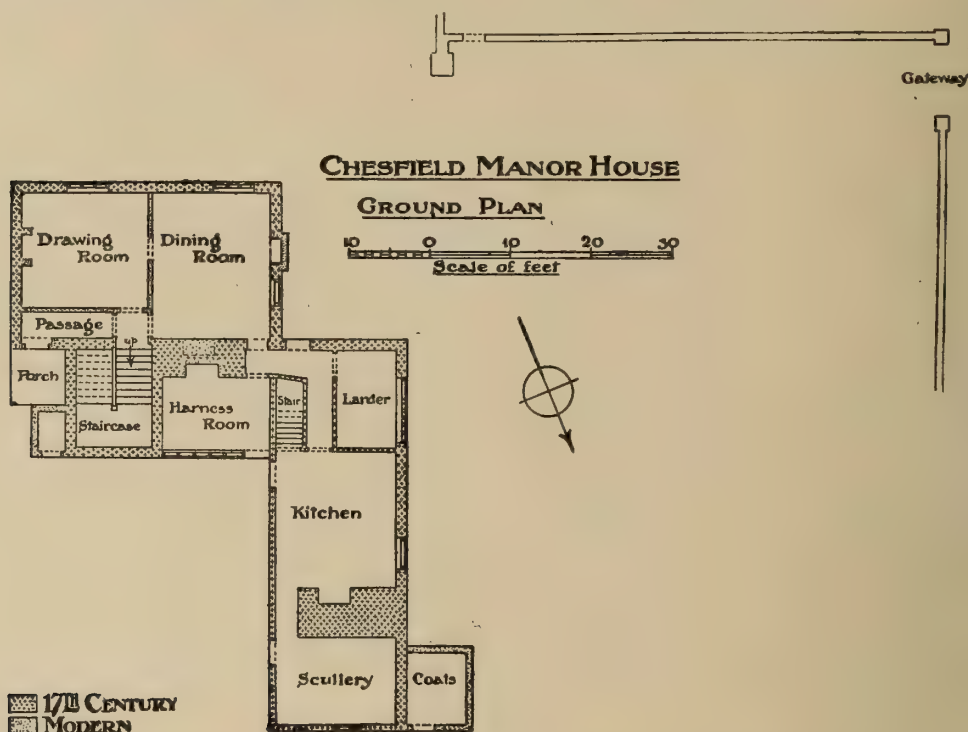 Gateway
CHESFIELD MANOR HOUSE
GROUND PLAN
10 0 10 20 30
Scale of feet
Drawing
Room
Dining
Room
Passage
up
Porch
Staircase
Harness
Room
Stair
Larder
Kitchen
Scullery
Coals
17TH CENTURY
MODERN